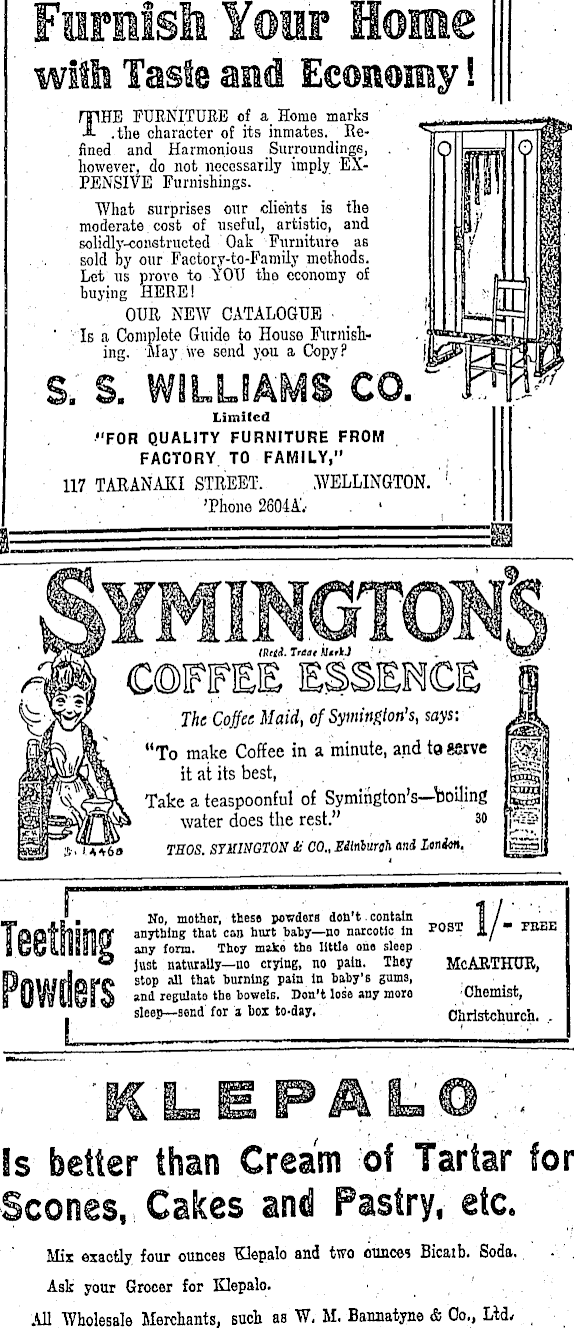 Furnish Your Home
with Taste and Economy!
THE FURNITURE of a Home marks
the character of its inmates. Re-
fined and Harmonious Surroundings,
however, do not necessarily imply EX-
PENSIVE Furnishings.
What surprises our clients is the
moderate cost of useful, artistic, and
solidly-constructed Oak Furniture as
sold by our Factory-to-Family methods.
Let us prove to YOU the economy of
buying HERE!
OUR NEW CATALOGUE
Is a Complete Guide to House Furnish-
ing. May we send you a Copy?
S. S. WILLIAMS CO.
Limited
"FOR QUALITY FURNITURE FROM
FACTORY TO FAMILY,"
117 TARANAKI STREET. WELLINGTON.
'Phone 2604A.
SYMINGTON'S
(Regd. Trade Mark.)
COFFEE ESSENCE
The Coffee Maid, of Symington's, says:
"To make Coffee in a minute, and to serve
it at its best,
Take a teaspoonful of Symington's—boiling
water does the rest." 30
THOS. SYMINGTON & CO., Edinburgh and London.
Teething
Powders
No, mother, these powders don't contain
anything that can hurt baby—no narcotic in
any form. They make the little one sleep
just naturally—no crying, no pain. They
stop all that burning pain in baby's gums,
and regulate the bowels. Don't lose any more
sleep—send for a box to-day.
POST 1/- FREE
McARTHUR,
Chemist,
Christchurch.
KLEPALO
Is better than Cream of Tartar for
Scones, Cakes and Pastry, etc.
Mix exactly four ounces Klepalo and two ounces Bicarb. Soda.
Ask your Grocer for Klepalo.
All Wholesale Merchants, such as W. M. Bannatyne & Co., Ltd.